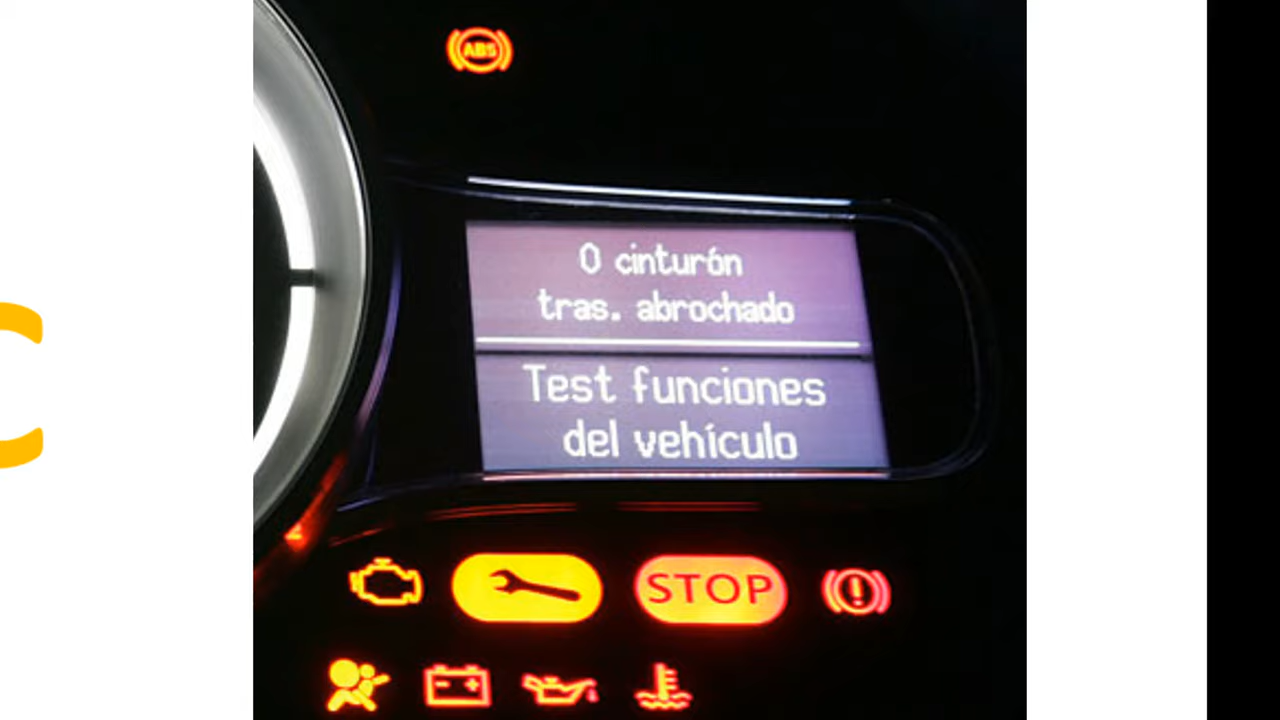 ABS
0 cinturón
tras. abrochado
Test funciones
del vehículo
STOP